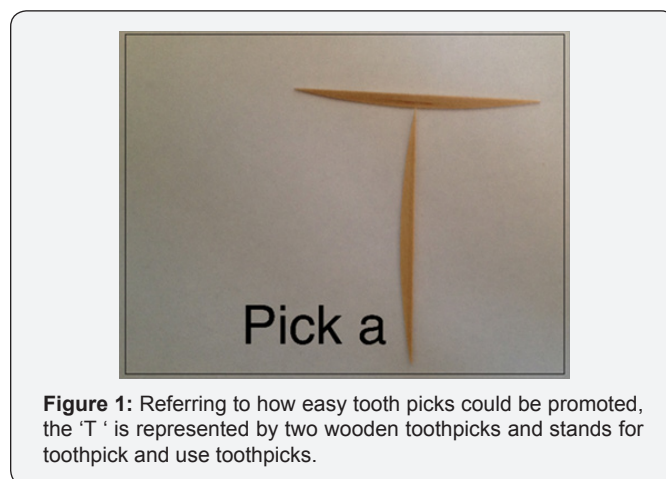 Pick a
Figure 1: Referring to how easy tooth picks could be promoted,
the ‘T ‘ is represented by two wooden toothpicks and stands for
toothpick and use toothpicks.